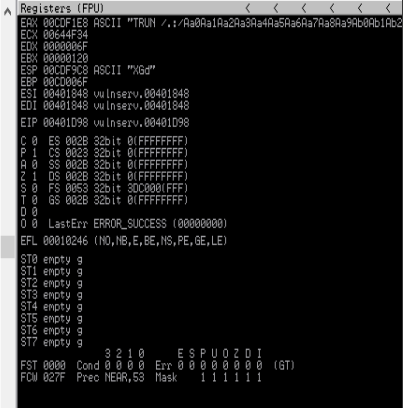 Registers (FPU) < < < < < <
EAX 00CDF1E8 ASCII "TRUN /.:/Aa0Aa1Aa2Aa3Aa4Aa5Aa6Aa7Aa8Aa9Ab0Ab1Ab2
ECX 00644F34
EDX 0000006F
EBX 00000120
ESP 00CDF9C8 ASCII "XGd"
EBP 00CD006F
ESI 00401848 vulnserv.00401848
EDI 00401848 vulnserv.00401848
EIP 00401D98 vulnserv.00401D98
C 0 ES 002B 32bit 0(FFFFFFFF)
P 1 CS 0023 32bit 0(FFFFFFFF)
A 0 SS 002B 32bit 0(FFFFFFFF)
Z 1 DS 002B 32bit 0(FFFFFFFF)
S 0 FS 0053 32bit 3DC000(FFF)
T 0 GS 002B 32bit 0(FFFFFFFF)
D 0
O 0 LastErr ERROR_SUCCESS (00000000)
EFL 00010246 (NO,NB,E,BE,NS,PE,GE,LE)
ST0 empty g
ST1 empty g
ST2 empty g
ST3 empty g
ST4 empty g
ST5 empty g
ST6 empty g
ST7 empty g
3 2 1 0 E S P U O Z D I
FST 0000 Cond 0 0 0 0 Err 0 0 0 0 0 0 0 0 (GT)
FCW 027F Prec NEAR,53 Mask 1 1 1 1 1 1